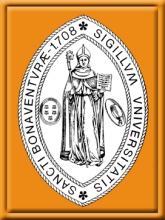 SIGILLVM VNIVERSITATIS
SANCTI BONAVENTVRÆ·1708